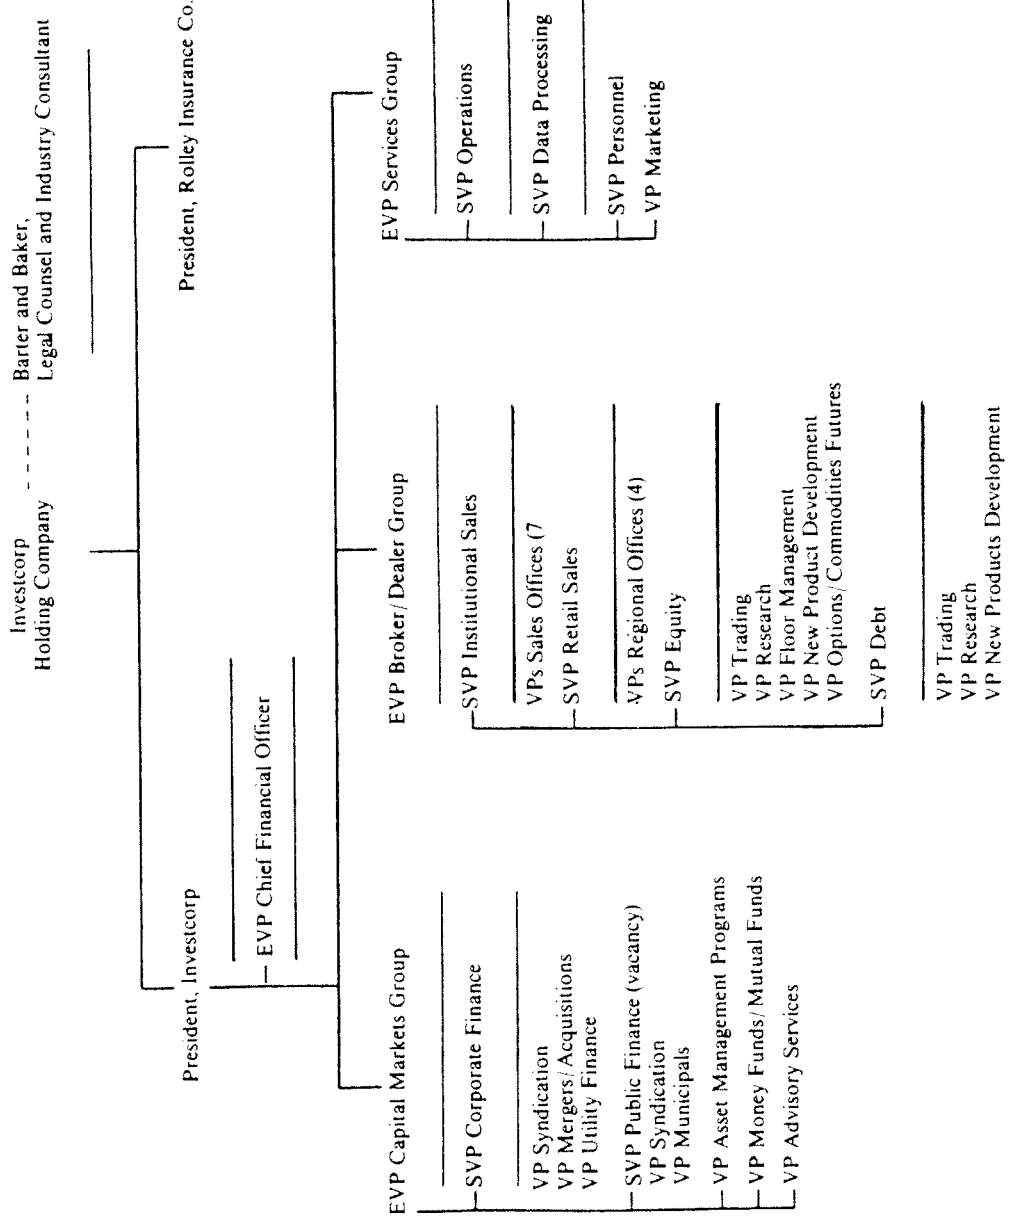 Investcorp
Holding Company
Barter and Baker,
Legal Counsel and Industry Consultant
President, Investcorp
President, Rolley Insurance Co.
EVP Chief Financial Officer
EVP Capital Markets Group
SVP Corporate Finance
VP Syndication
VP Mergers/Acquisitions
VP Utility Finance
SVP Public Finance (vacancy)
VP Syndication
VP Municipals
VP Asset Management Programs
VP Money Funds/Mutual Funds
VP Advisory Services
EVP Broker/Dealer Group
SVP Institutional Sales
VPs Sales Offices (7
SVP Retail Sales
VPs Regional Offices (4)
SVP Equity
VP Trading
VP Research
VP Floor Management
VP New Product Development
VP Options/Commodities Futures
SVP Debt
VP Trading
VP Research
VP New Products Development
EVP Services Group
SVP Operations
SVP Data Processing
SVP Personnel
VP Marketing